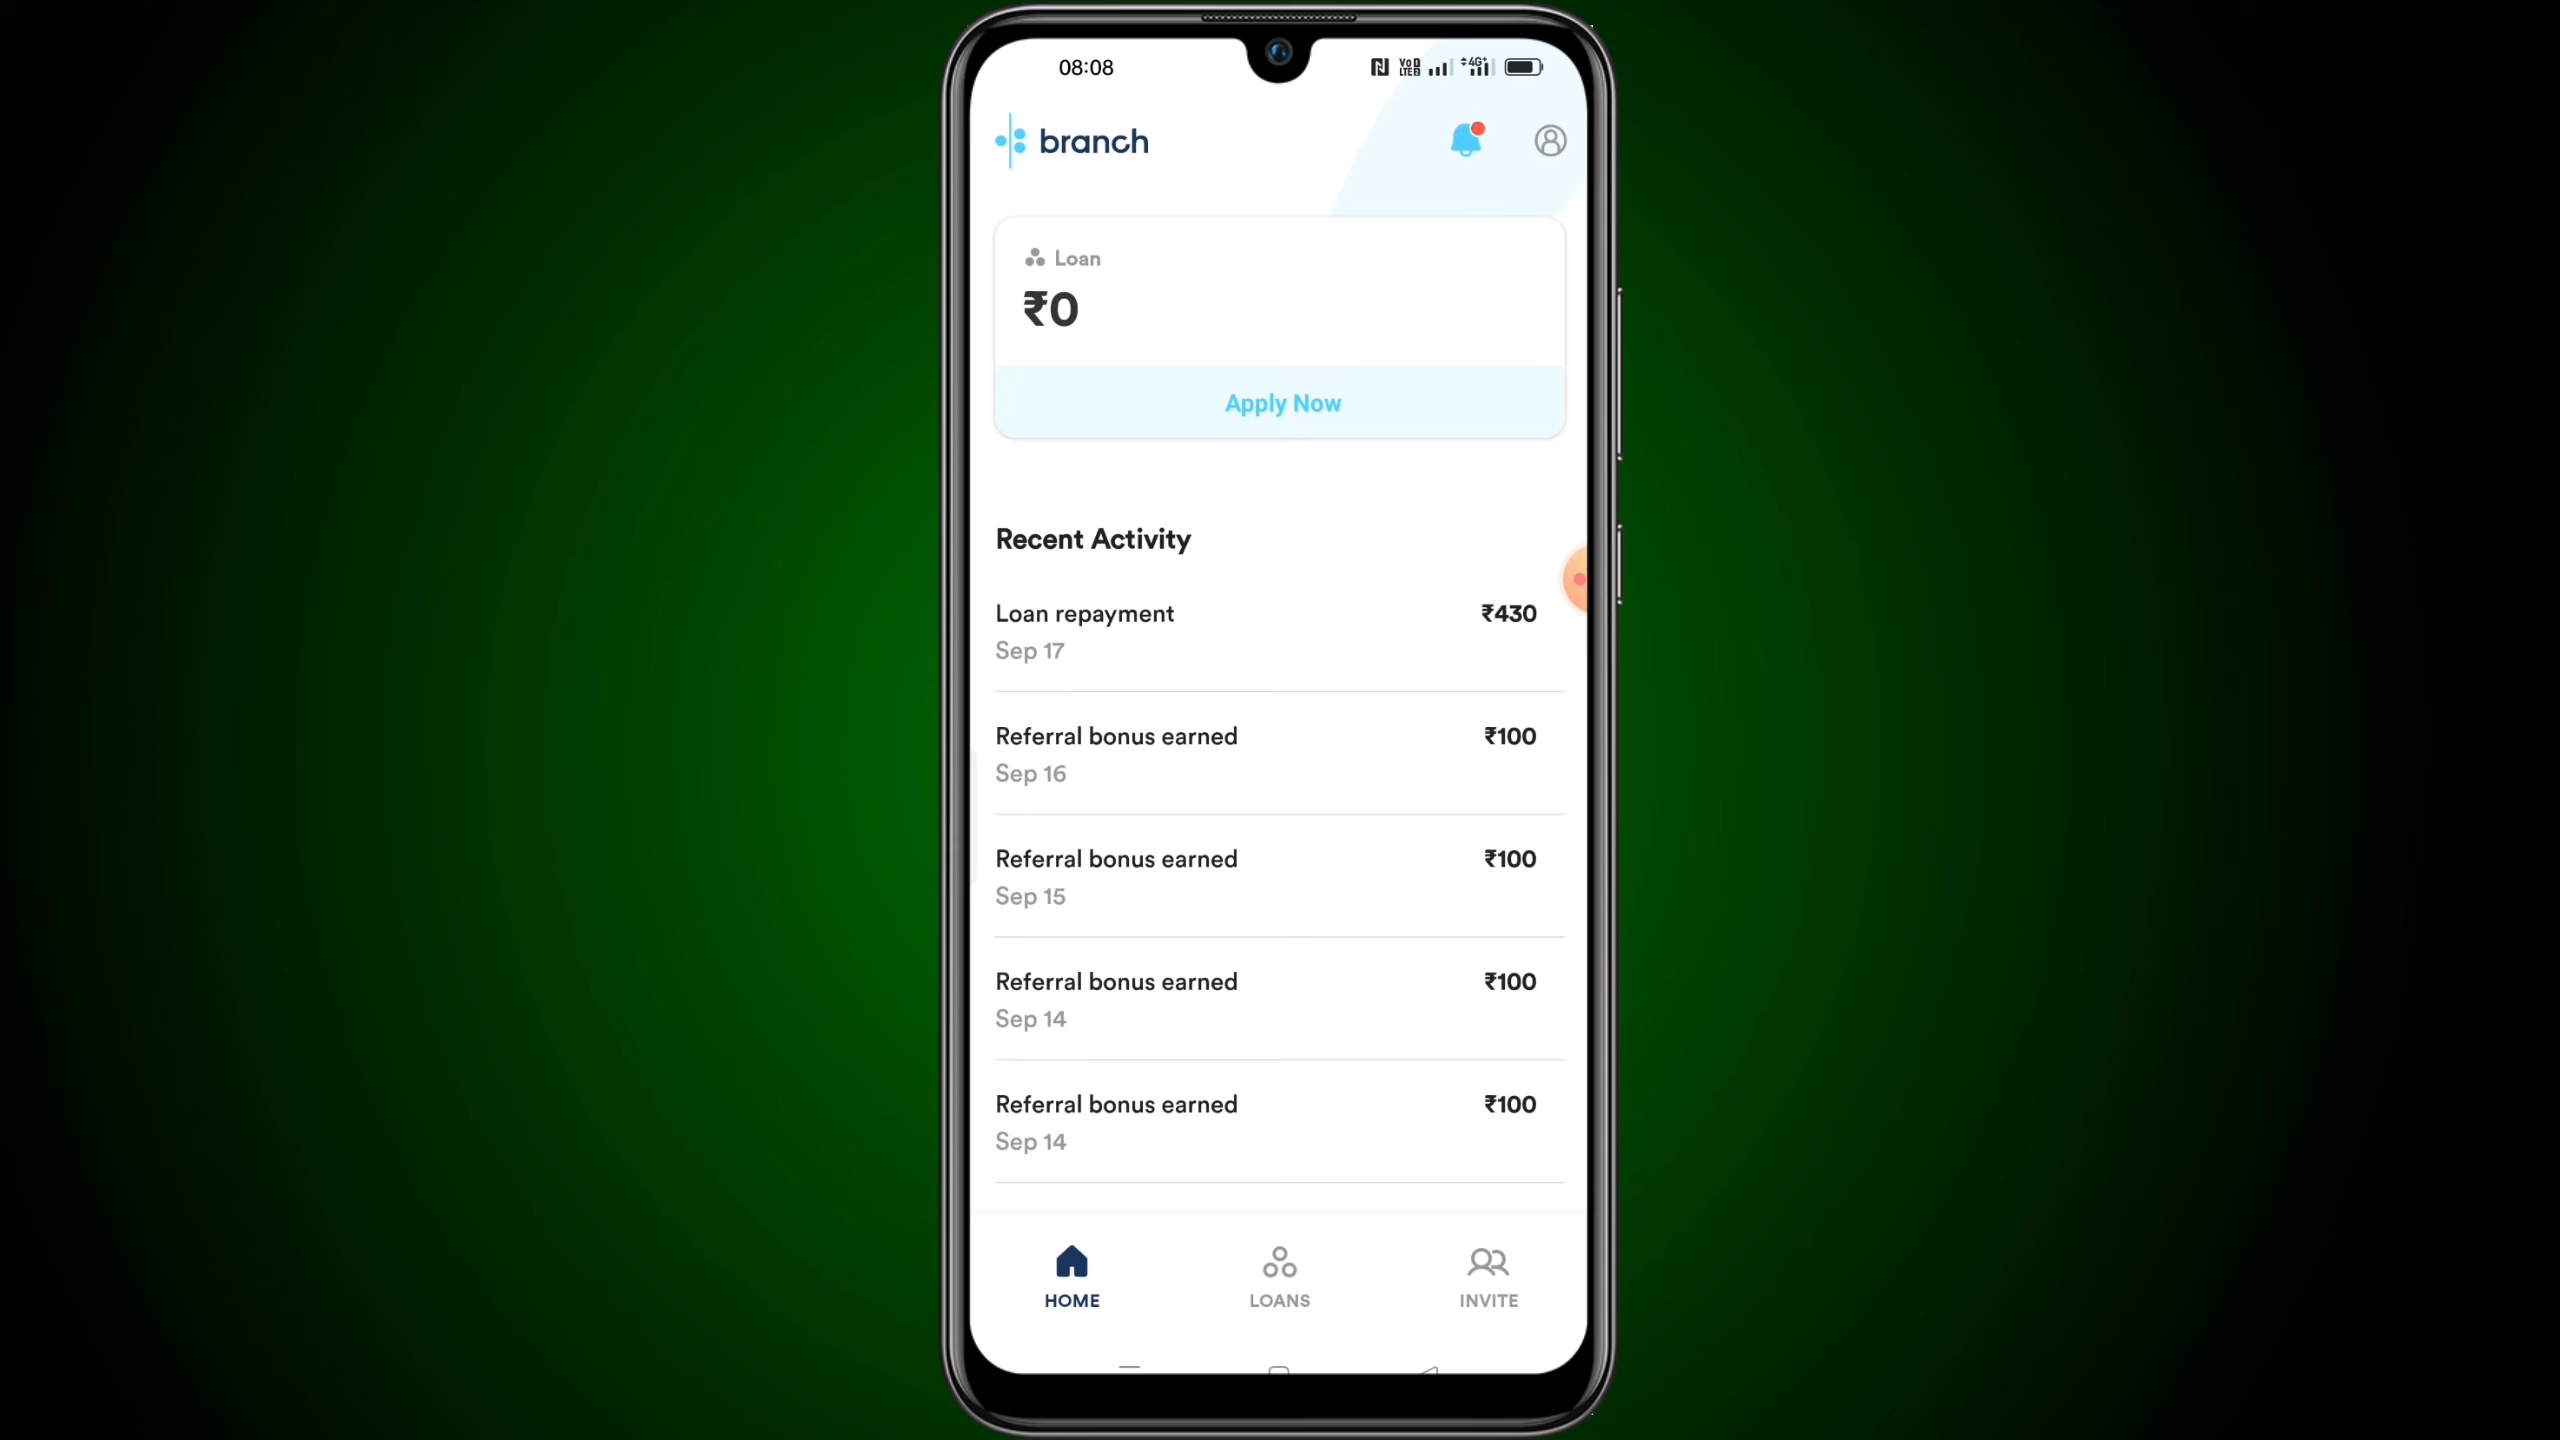 08:08
branch
Loan
₹0
Apply Now
Recent Activity
Loan repayment ₹430
Sep 17
Referral bonus earned ₹100
Sep 16
Referral bonus earned ₹100
Sep 15
Referral bonus earned ₹100
Sep 14
Referral bonus earned ₹100
Sep 14
HOME LOANS INVITE